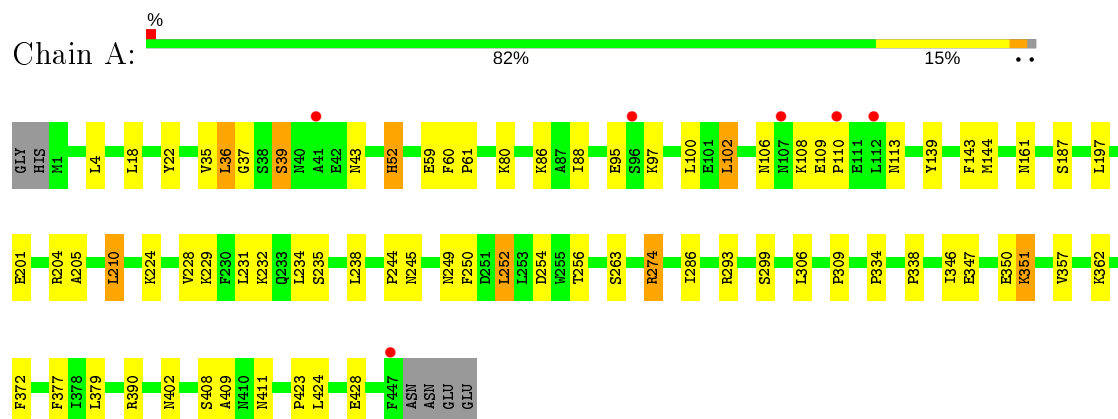 %
Chain A:
82% 15% • •
GLY HIS M1 L4 L18 Y22 V35 L36 G37 S38 S39 N40 A41 E42 N43 H52 E59 F60 P61 K80 K86 A87 I88 E95 S96 K97 L100 E101 L102 N106 N107 K108 E109 P110 E111 L112 N113 Y139 F143 M144 N161 S187 L197
E201 R204 A205 L210 K224 V228 K229 F230 L231 K232 Q233 L234 S235 L238 P244 N245 N249 F250 D251 L252 L253 D254 W255 T256 S263 R274 I286 R293 S299 L306 P309 P334 P338 I346 E347 E350 K351 V357 K362
F372 F377 I378 L379 R390 N402 S408 A409 N410 N411 P423 L424 E428 F447 ASN ASN GLU GLU